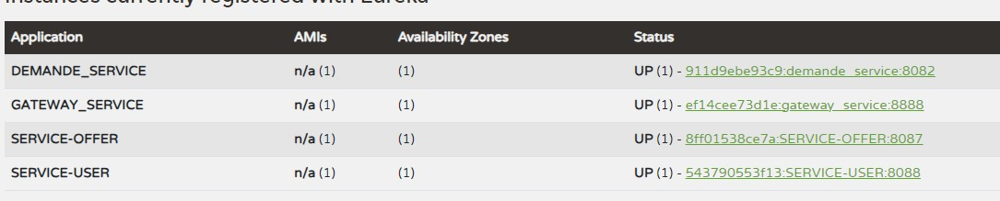 Instances currently registered with Eureka
Application AMIs Availability Zones Status
DEMANDE_SERVICE n/a (1) (1) UP (1) - 911d9ebe93c9:demande_service:8082
GATEWAY_SERVICE n/a (1) (1) UP (1) - ef14cee73d1e:gateway_service:8888
SERVICE-OFFER n/a (1) (1) UP (1) - 8ff01538ce7a:SERVICE-OFFER:8087
SERVICE-USER n/a (1) (1) UP (1) - 543790553f13:SERVICE-USER:8088